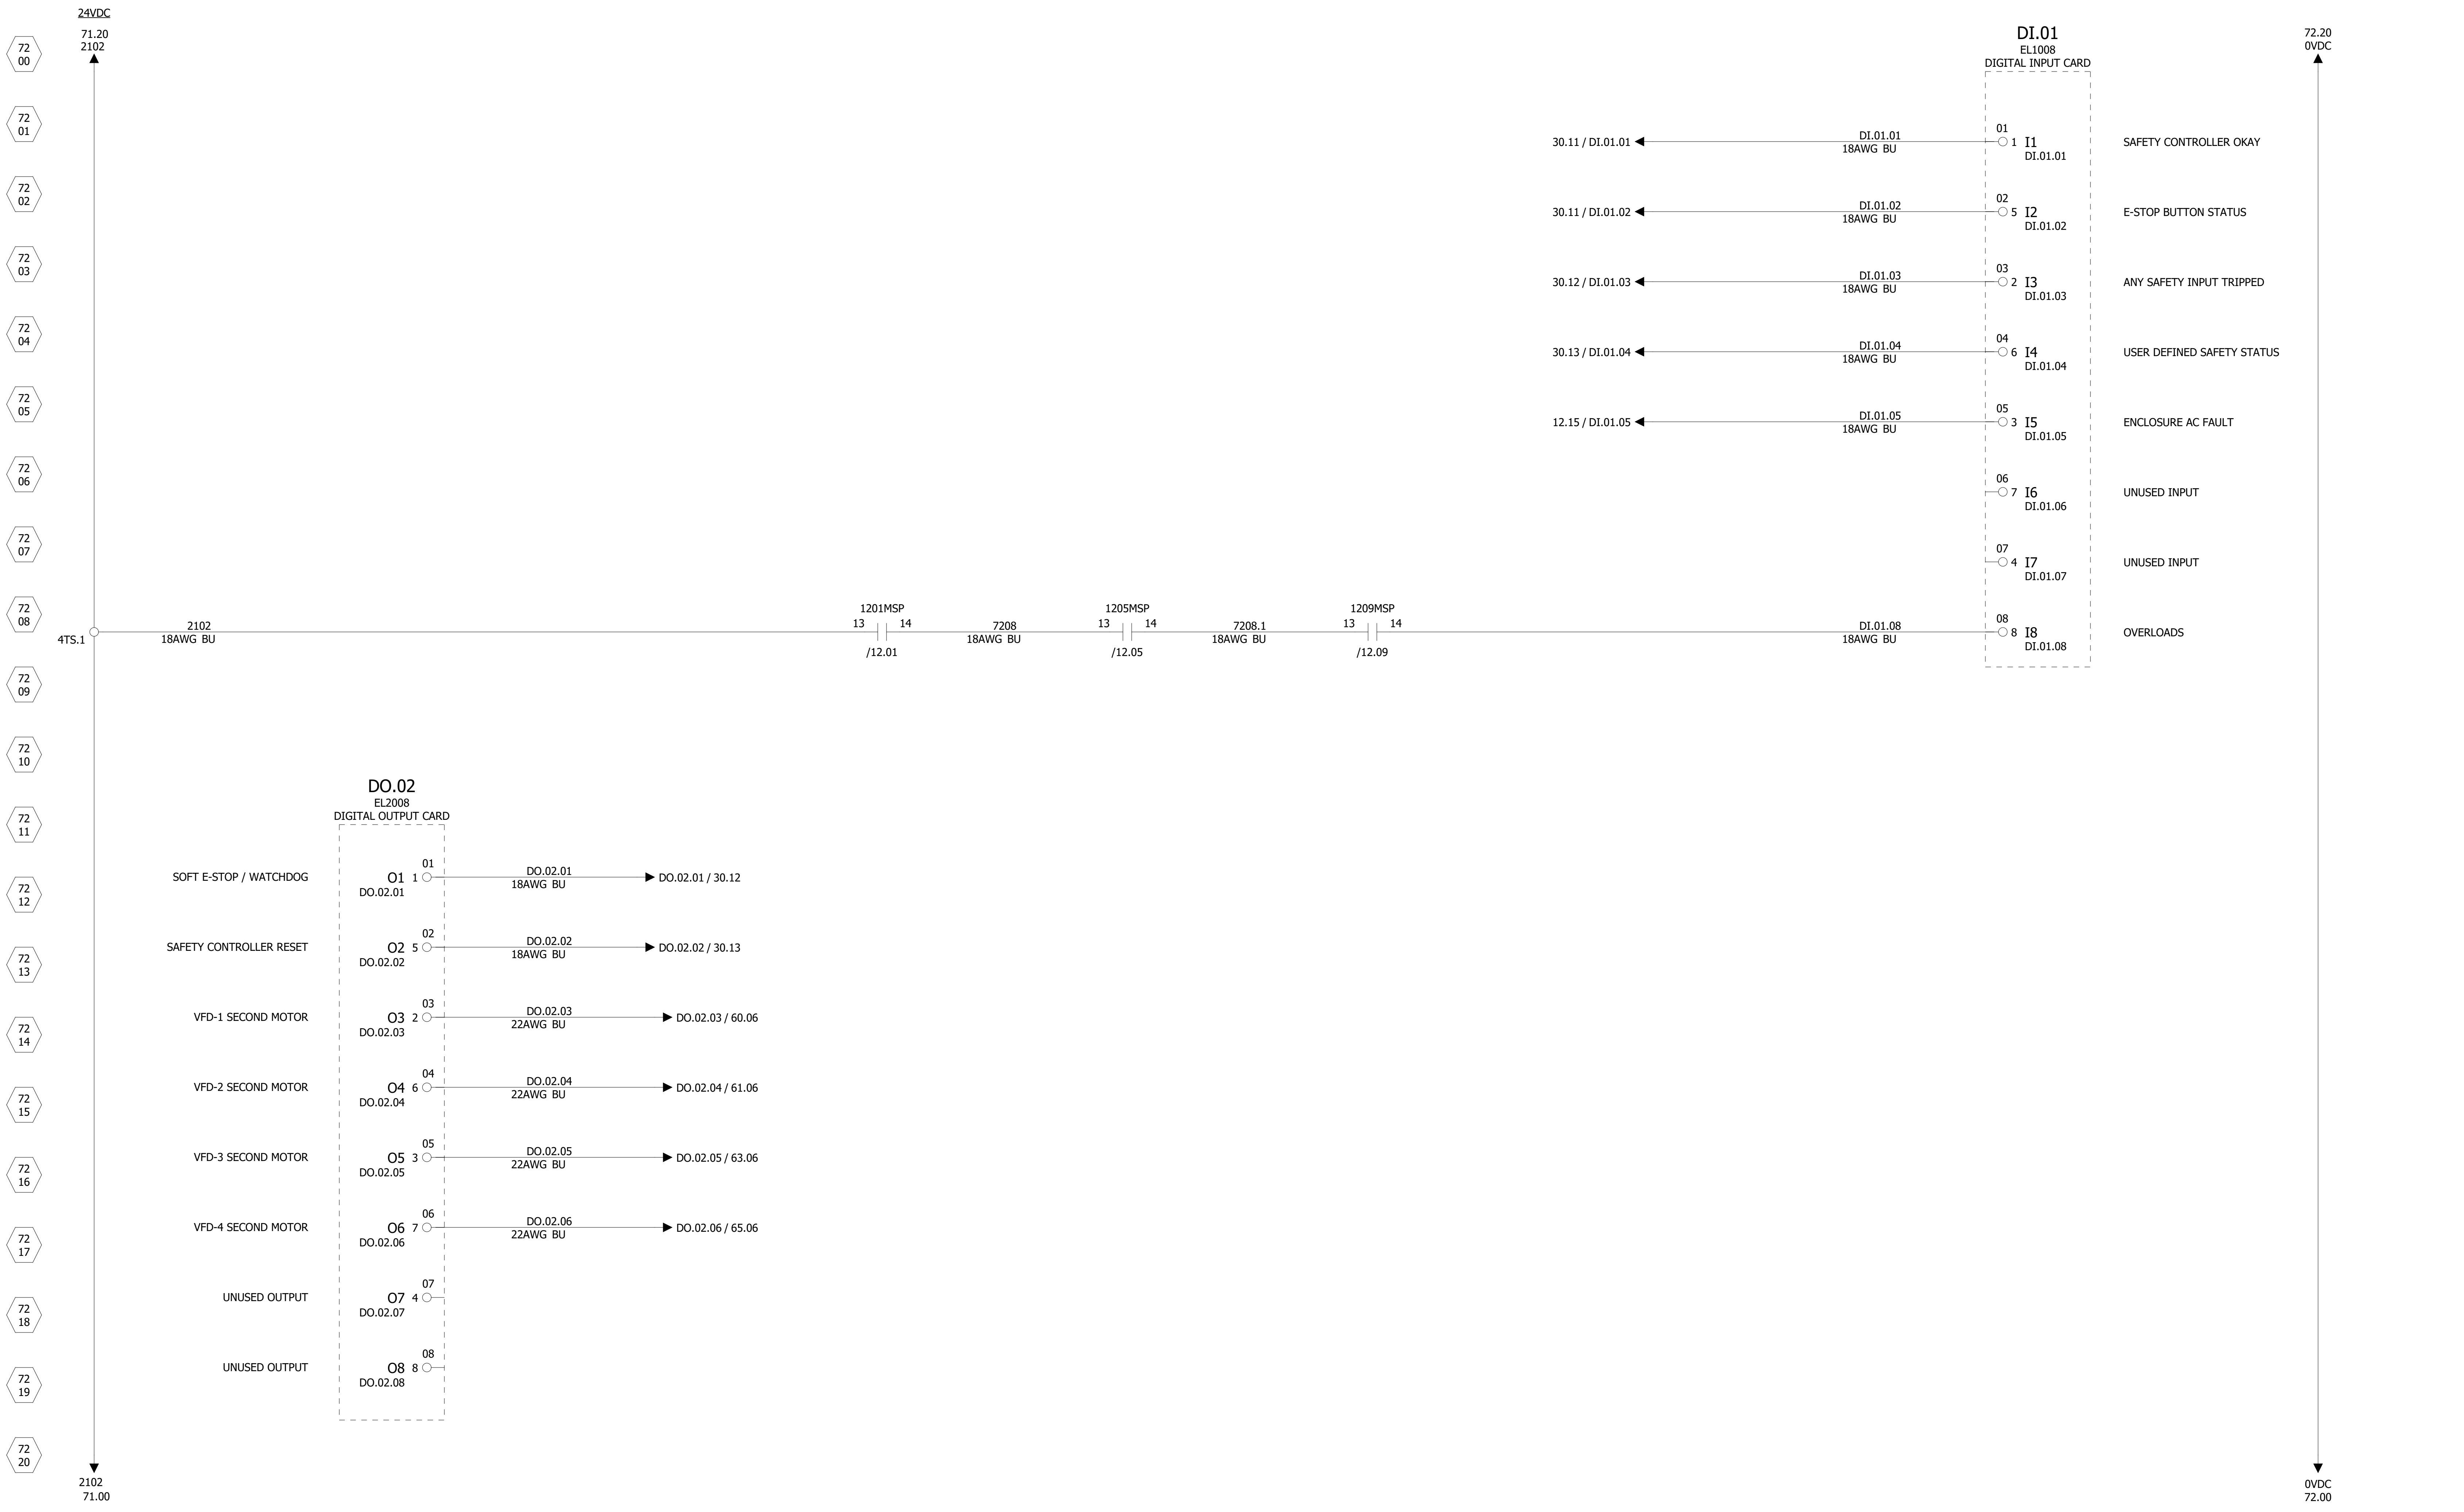 24VDC
71.20
2102
72
00
DI.01
EL1008
DIGITAL INPUT CARD
72.20
0VDC
72
01
30.11 / DI.01.01
DI.01.01
18AWG BU
01
1 I1
DI.01.01
SAFETY CONTROLLER OKAY
72
02
30.11 / DI.01.02
DI.01.02
18AWG BU
02
5 I2
DI.01.02
E-STOP BUTTON STATUS
72
03
30.12 / DI.01.03
DI.01.03
18AWG BU
03
2 I3
DI.01.03
ANY SAFETY INPUT TRIPPED
72
04
30.13 / DI.01.04
DI.01.04
18AWG BU
04
6 I4
DI.01.04
USER DEFINED SAFETY STATUS
72
05
12.15 / DI.01.05
DI.01.05
18AWG BU
05
3 I5
DI.01.05
ENCLOSURE AC FAULT
72
06
06
7 I6
DI.01.06
UNUSED INPUT
72
07
07
4 I7
DI.01.07
UNUSED INPUT
72
08
4TS.1
2102
18AWG BU
1201MSP
13 14
/12.01
7208
18AWG BU
1205MSP
13 14
/12.05
7208.1
18AWG BU
1209MSP
13 14
/12.09
DI.01.08
18AWG BU
08
8 I8
DI.01.08
OVERLOADS
72
09
72
10
DO.02
EL2008
DIGITAL OUTPUT CARD
72
11
72
12
SOFT E-STOP / WATCHDOG
01
O1 1
DO.02.01
DO.02.01
18AWG BU
DO.02.01 / 30.12
72
13
SAFETY CONTROLLER RESET
02
O2 5
DO.02.02
DO.02.02
18AWG BU
DO.02.02 / 30.13
72
14
VFD-1 SECOND MOTOR
03
O3 2
DO.02.03
DO.02.03
22AWG BU
DO.02.03 / 60.06
72
15
VFD-2 SECOND MOTOR
04
O4 6
DO.02.04
DO.02.04
22AWG BU
DO.02.04 / 61.06
72
16
VFD-3 SECOND MOTOR
05
O5 3
DO.02.05
DO.02.05
22AWG BU
DO.02.05 / 63.06
72
17
VFD-4 SECOND MOTOR
06
O6 7
DO.02.06
DO.02.06
22AWG BU
DO.02.06 / 65.06
72
18
UNUSED OUTPUT
07
O7 4
DO.02.07
72
19
UNUSED OUTPUT
08
O8 8
DO.02.08
72
20
2102
71.00
0VDC
72.00